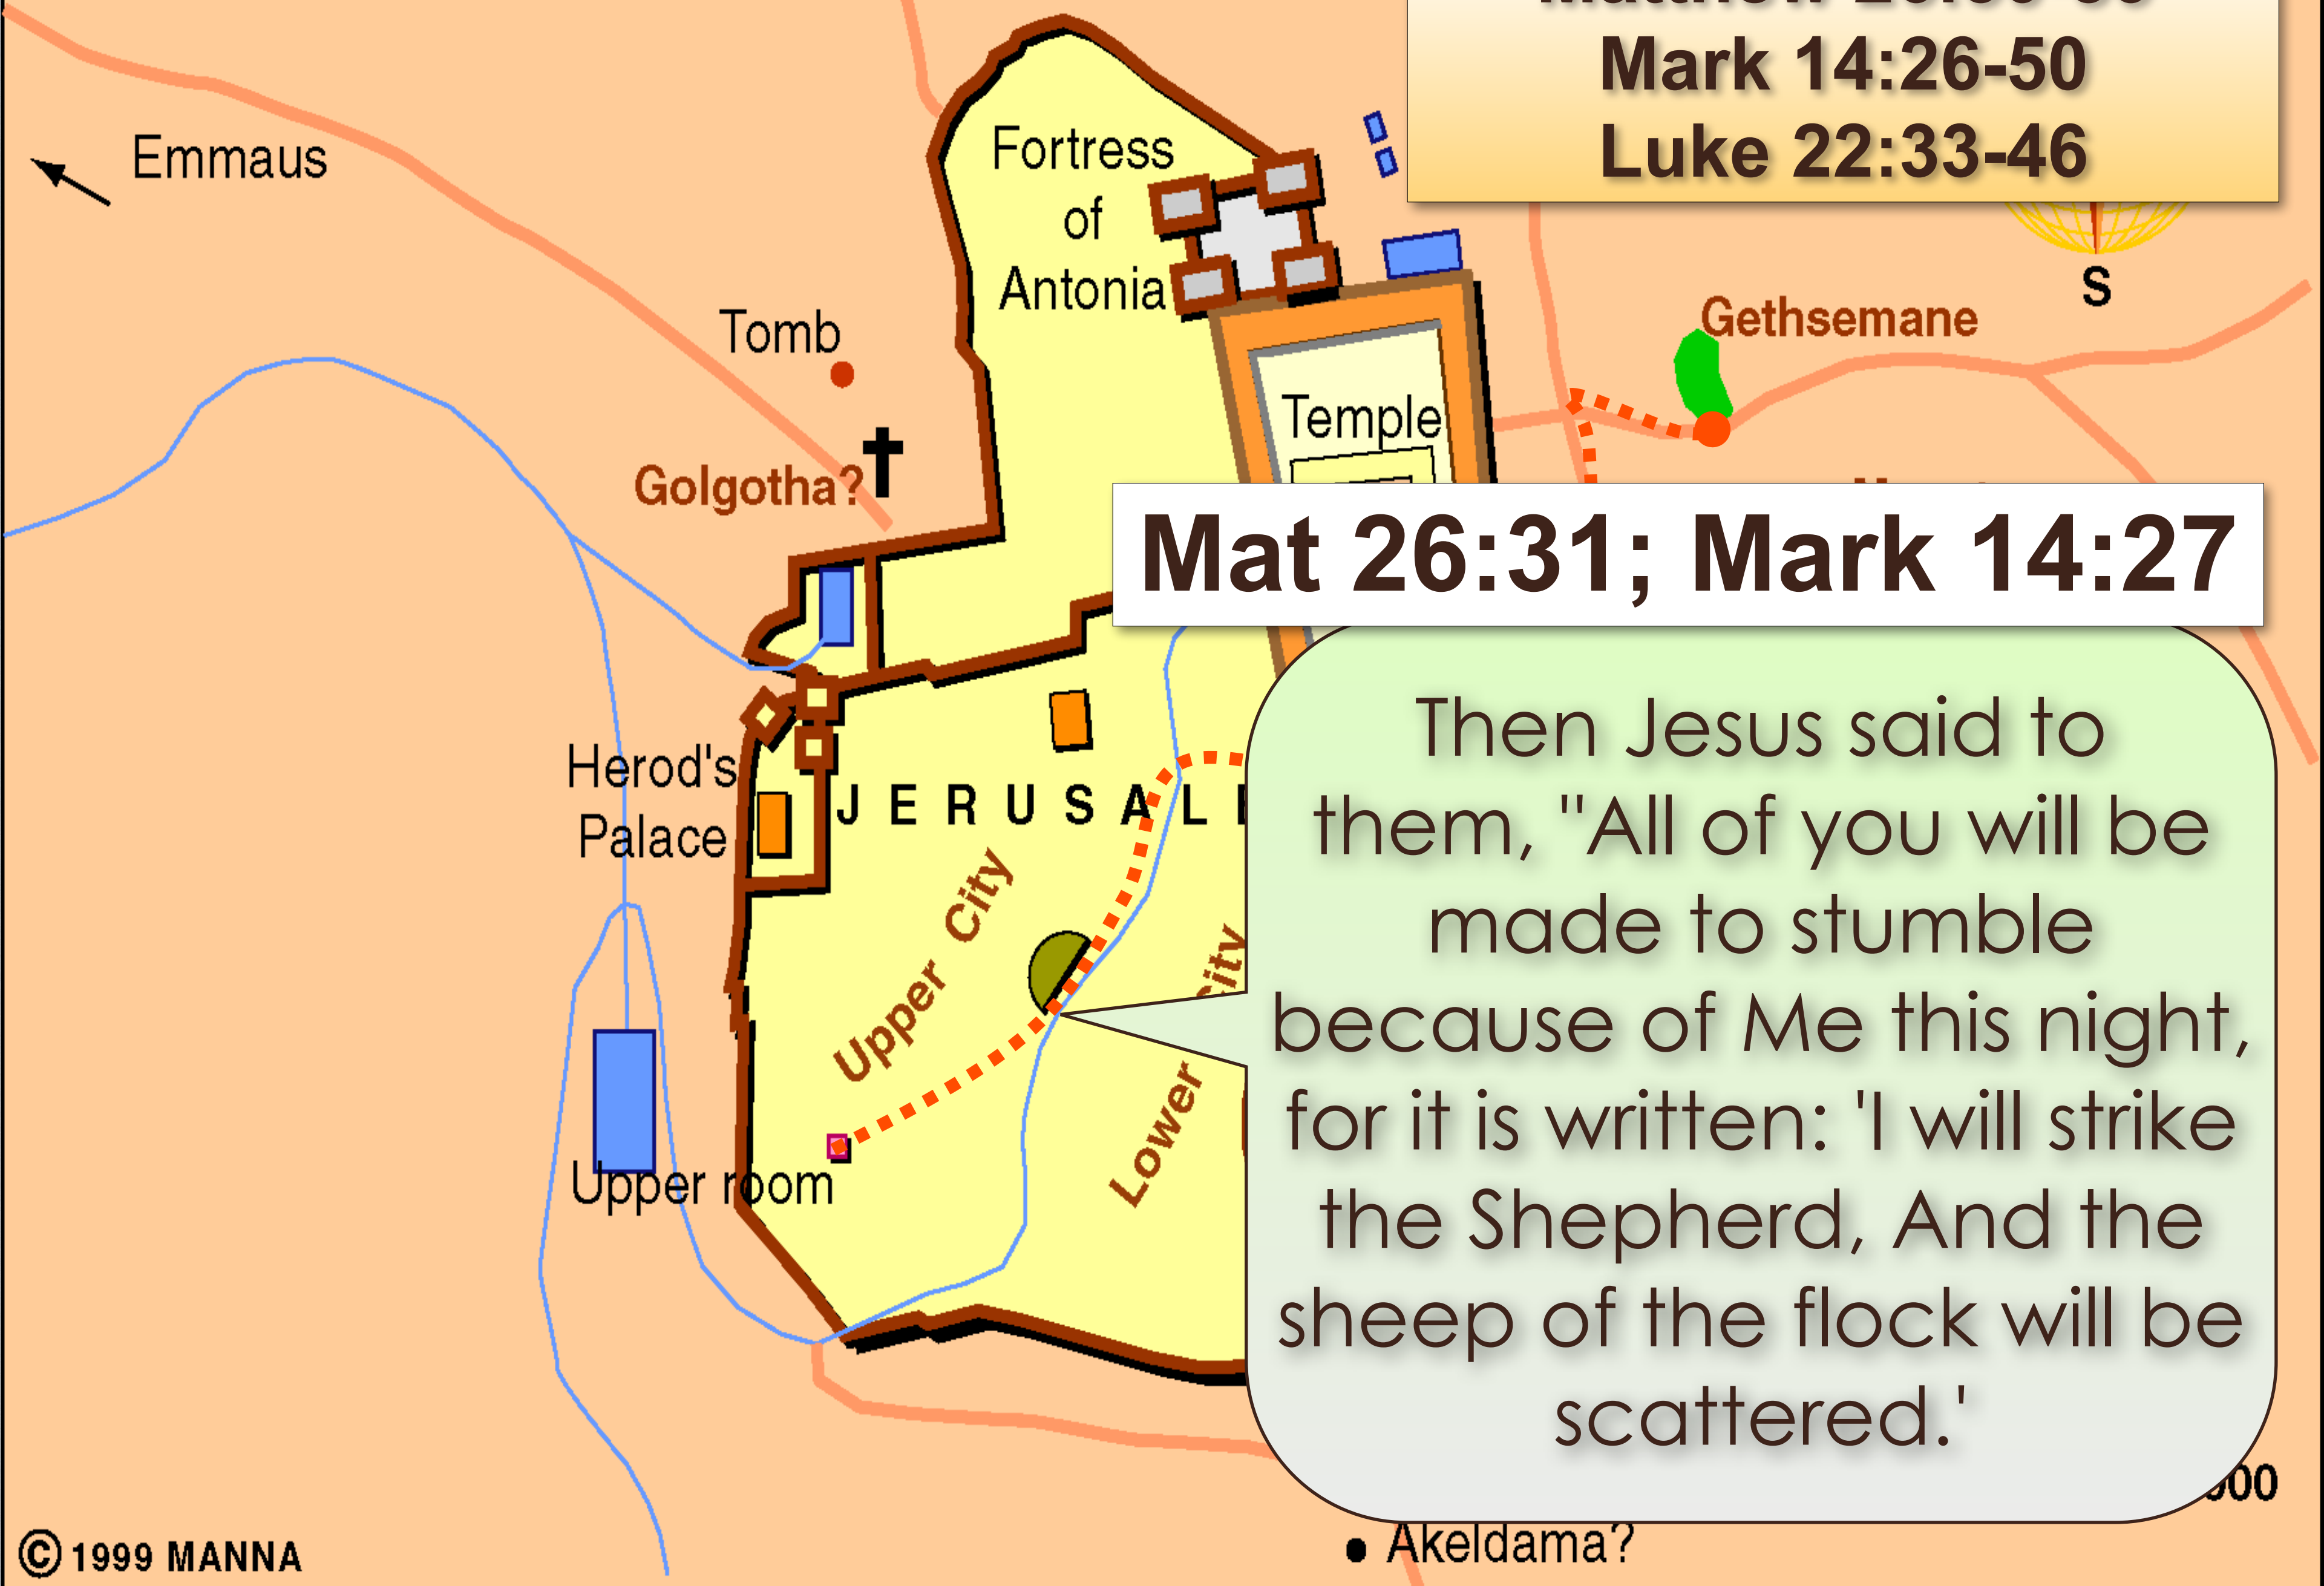 Mark 14:26-50
Luke 22:33-46
Emmaus
Fortress
of
Antonia
S
Gethsemane
Tomb
Temple
Golgotha?
Mat 26:31; Mark 14:27
Then Jesus said to
them, "All of you will be
made to stumble
because of Me this night,
for it is written: 'I will strike
the Shepherd, And the
sheep of the flock will be
scattered.'
Herod's
Palace
JERUSAL
Upper City
Lower City
Upper room
Akeldama?
© 1999 MANNA